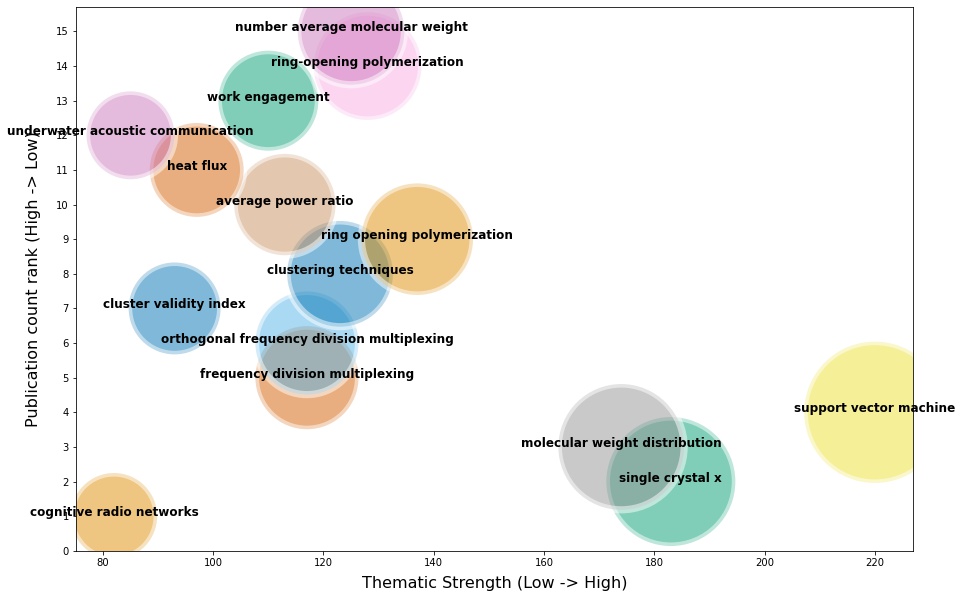 number average molecular weight
15
ring-opening polymerization
14
work engagement
13
underwater acoustic communication
12
heat flux
11
average power ratio
10
ring opening polymerization
9
clustering techniques
8
cluster validity index
7
orthogonal frequency division multiplexing
6
frequency division multiplexing
5
support vector machine
4
molecular weight distribution
3
single crystal x
2
cognitive radio networks
1
0
80 100 120 140 160 180 200 220
Publication count rank (High -> Low)
Thematic Strength (Low -> High)